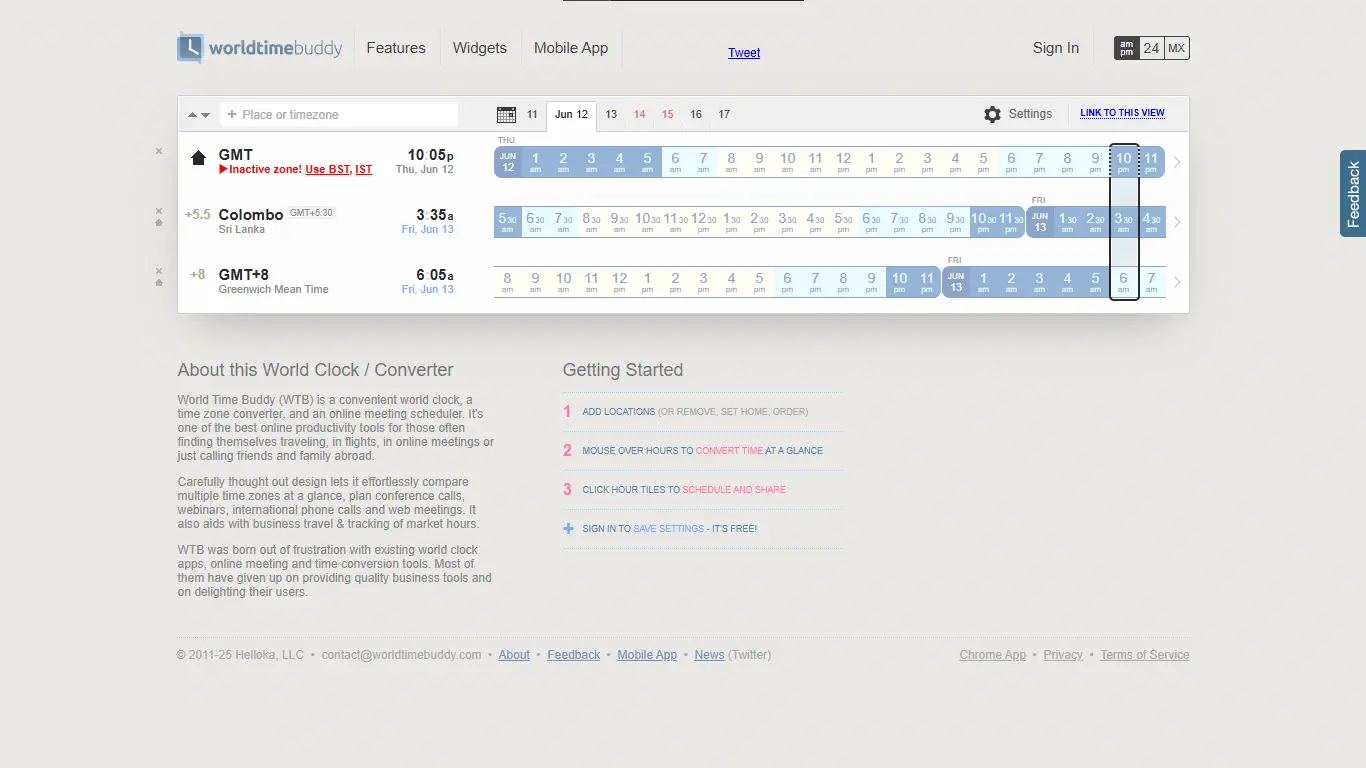 worldtimebuddy Features Widgets Mobile App Tweet Sign In am pm 24 MX
+ Place or timezone 11 Jun 12 13 14 15 16 17 Settings LINK TO THIS VIEW
THU
GMT 10:05p JUN 12 1 am 2 am 3 am 4 am 5 am 6 am 7 am 8 am 9 am 10 am 11 am 12 pm 1 pm 2 pm 3 pm 4 pm 5 pm 6 pm 7 pm 8 pm 9 pm 10 pm 11 pm
Inactive zone! Use BST, IST Thu, Jun 12
FRI
+5.5 Colombo GMT+5:30 3:35a 5 30 am 6 30 am 7 30 am 8 30 am 9 30 am 10 30 am 11 30 am 12 30 pm 1 30 pm 2 30 pm 3 30 pm 4 30 pm 5 30 pm 6 30 pm 7 30 pm 8 30 pm 9 30 pm 10 30 pm 11 30 pm JUN 13 1 30 am 2 30 am 3 30 am 4 30 am
Sri Lanka Fri, Jun 13
FRI
+8 GMT+8 6:05a 8 am 9 am 10 am 11 am 12 pm 1 pm 2 pm 3 pm 4 pm 5 pm 6 pm 7 pm 8 pm 9 pm 10 pm 11 pm JUN 13 1 am 2 am 3 am 4 am 5 am 6 am 7 am
Greenwich Mean Time Fri, Jun 13
Feedback
About this World Clock / Converter
World Time Buddy (WTB) is a convenient world clock, a
time zone converter, and an online meeting scheduler. It's
one of the best online productivity tools for those often
finding themselves traveling, in flights, in online meetings or
just calling friends and family abroad.
Carefully thought out design lets it effortlessly compare
multiple time zones at a glance, plan conference calls,
webinars, international phone calls and web meetings. It
also aids with business travel & tracking of market hours.
WTB was born out of frustration with existing world clock
apps, online meeting and time conversion tools. Most of
them have given up on providing quality business tools and
on delighting their users.
Getting Started
1 ADD LOCATIONS (OR REMOVE, SET HOME, ORDER)
2 MOUSE OVER HOURS TO CONVERT TIME AT A GLANCE
3 CLICK HOUR TILES TO SCHEDULE AND SHARE
+ SIGN IN TO SAVE SETTINGS - IT'S FREE!
© 2011-25 Helloka, LLC • contact@worldtimebuddy.com • About • Feedback • Mobile App • News (Twitter) Chrome App • Privacy • Terms of Service